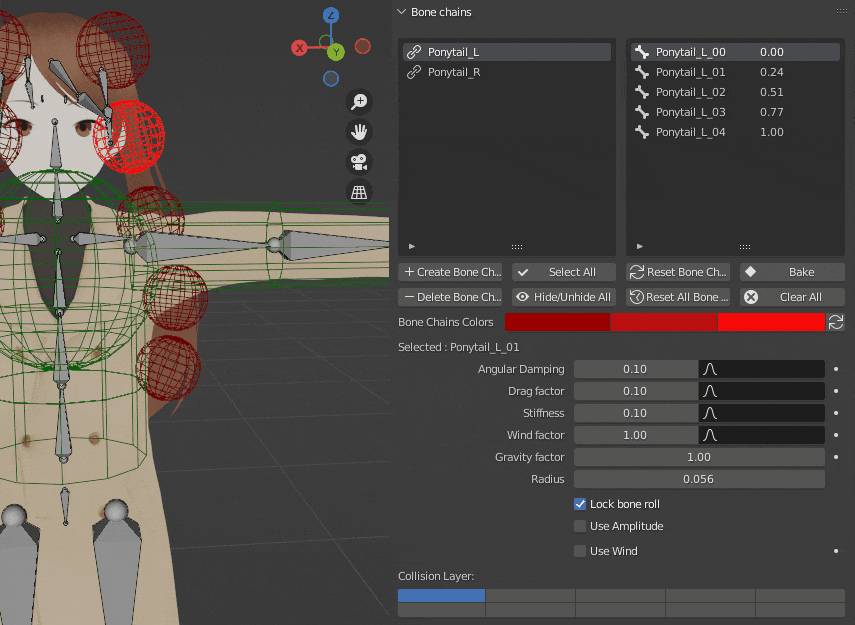 Bone chains
Z
X
Y
Ponytail_L
Ponytail_R
Ponytail_L_00 0.00
Ponytail_L_01 0.24
Ponytail_L_02 0.51
Ponytail_L_03 0.77
Ponytail_L_04 1.00
Create Bone Ch...
Select All
Reset Bone Ch...
Bake
Delete Bone Ch...
Hide/Unhide All
Reset All Bone ...
Clear All
Bone Chains Colors
Selected : Ponytail_L_01
Angular Damping 0.10
Drag factor 0.10
Stiffness 0.10
Wind factor 1.00
Gravity factor 1.00
Radius 0.056
Lock bone roll
Use Amplitude
Use Wind
Collision Layer: